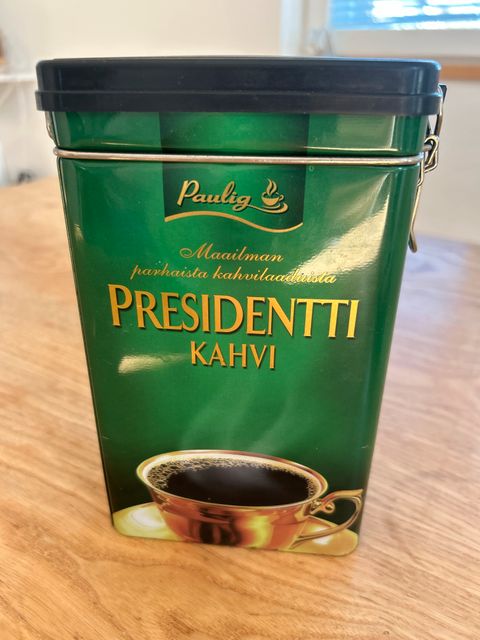 Paulig
Maailman
parhaista kahvilaaduista
PRESIDENTTI
KAHVI